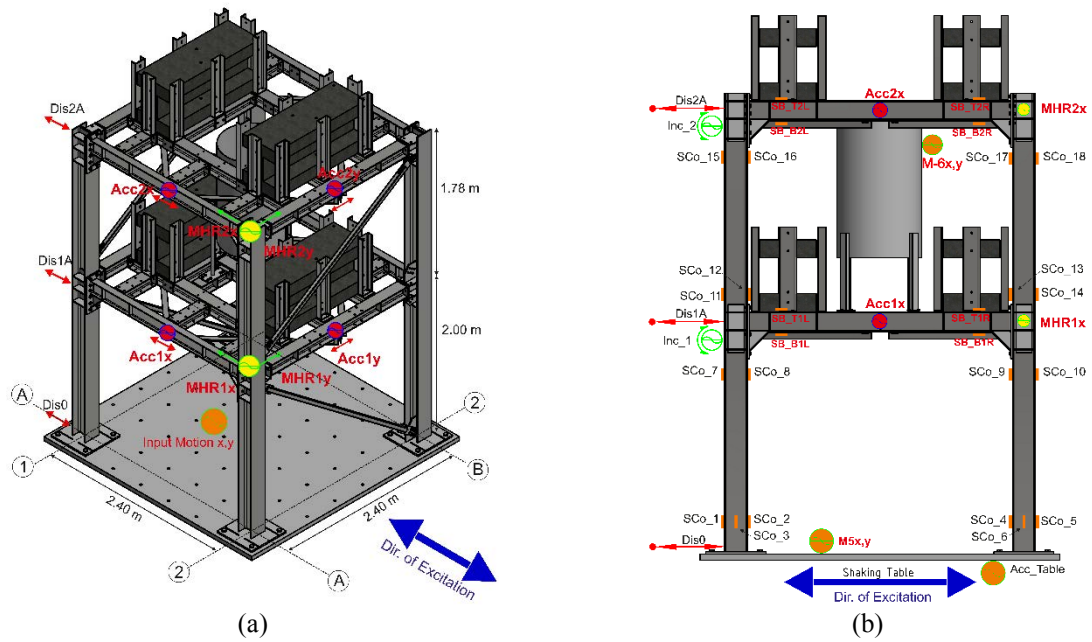 Dis2A
Acc2x
Acc2y
1.78 m
MHR2x
MHR2y
Dis1A
2.00 m
Acc1x
Acc1y
MHR1x
MHR1y
A
Dis0
2
Input Motion x,y
1
B
2.40 m
2.40 m
Dir. of Excitation
2
A
(a)
Dis2A
SB_T2L
Acc2x
SB_T2R
MHR2x
Inc_2
SB_B2L
SB_B2R
SCo_15
SCo_16
M-6x,y
SCo_17
SCo_18
SCo_12
SCo_13
SCo_11
SCo_14
Dis1A
SB_T1L
Acc1x
SB_T1R
MHR1x
Inc_1
SB_B1L
SB_B1R
SCo_7
SCo_8
SCo_9
SCo_10
SCo_1
SCo_2
SCo_4
SCo_5
SCo_3
SCo_6
Dis0
M5x,y
Shaking Table
Acc_Table
Dir. of Excitation
(b)